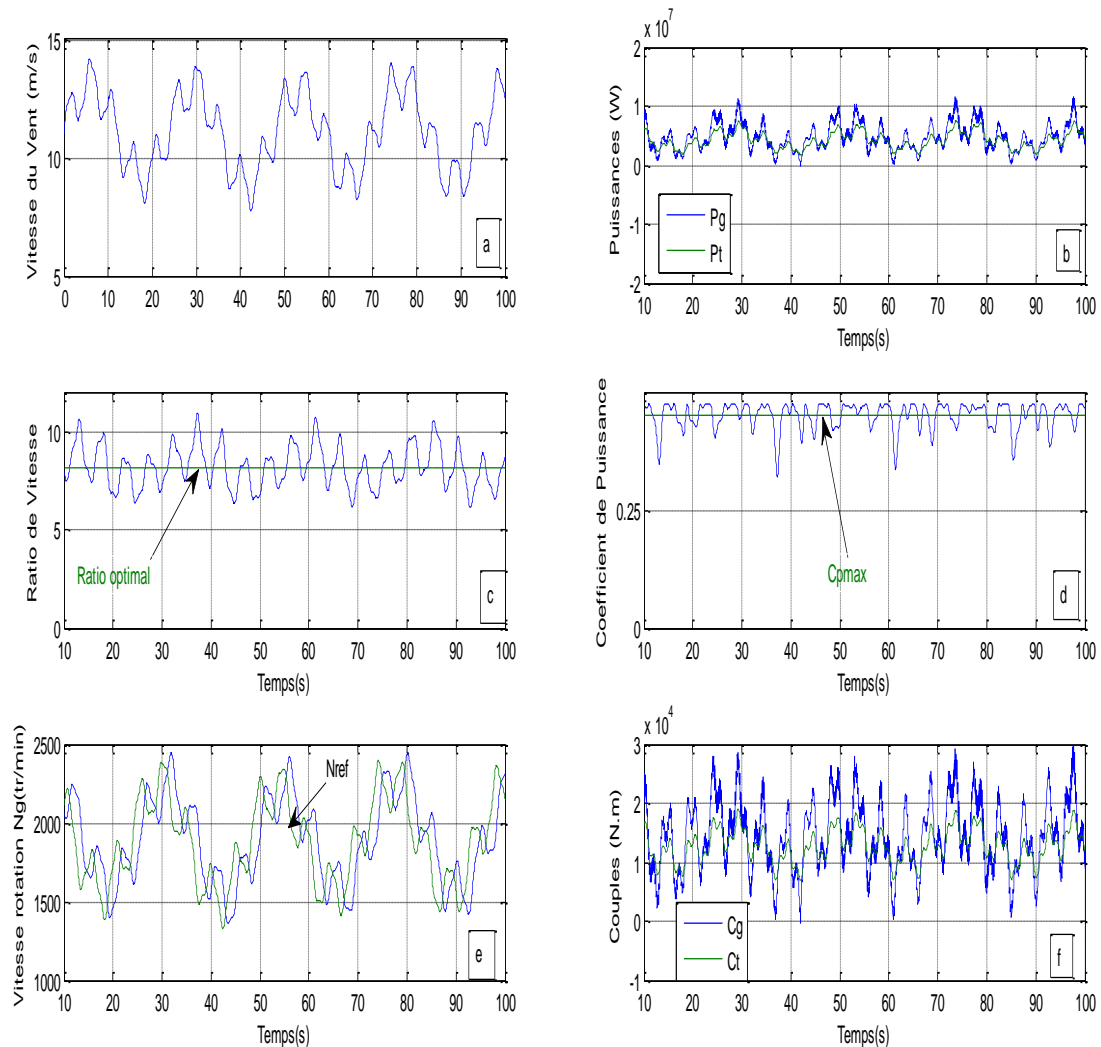 Vitesse du Vent (m/s)
15
10
5
0 10 20 30 40 50 60 70 80 90 100
a
x 10^7
Puissances (W)
2
1
0
-1
-2
Pg
Pt
b
10 20 30 40 50 60 70 80 90 100
Temps(s)
Ratio de Vitesse
10
5
0
Ratio optimal
c
10 20 30 40 50 60 70 80 90 100
Temps(s)
Coefficient de Puissance
0.25
0
Cpmax
d
10 20 30 40 50 60 70 80 90 100
Temps(s)
Vitesse rotation Ng(tr/min)
2500
2000
1500
1000
Nref
e
10 20 30 40 50 60 70 80 90 100
Temps(s)
x 10^4
Couples (N.m)
3
2
1
0
-1
Cg
Ct
f
10 20 30 40 50 60 70 80 90 100
Temps(s)